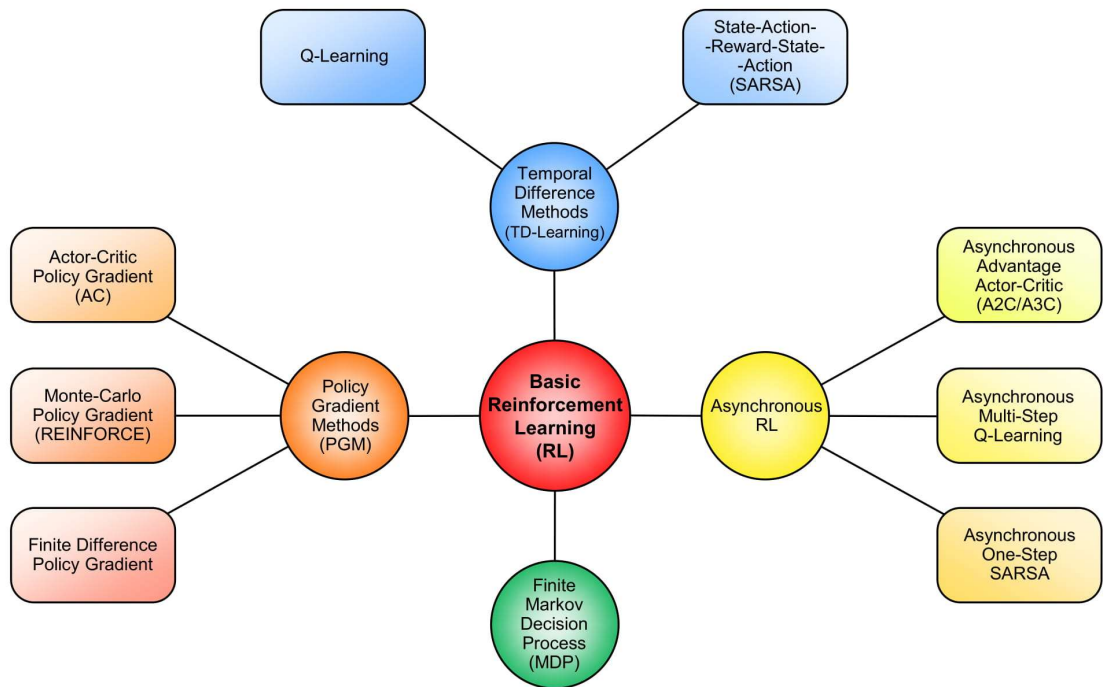 Q-Learning
State-Action-
-Reward-State-
-Action
(SARSA)
Temporal
Difference
Methods
(TD-Learning)
Actor-Critic
Policy Gradient
(AC)
Monte-Carlo
Policy Gradient
(REINFORCE)
Finite Difference
Policy Gradient
Policy
Gradient
Methods
(PGM)
Basic
Reinforcement
Learning
(RL)
Asynchronous
RL
Asynchronous
Advantage
Actor-Critic
(A2C/A3C)
Asynchronous
Multi-Step
Q-Learning
Asynchronous
One-Step
SARSA
Finite
Markov
Decision
Process
(MDP)